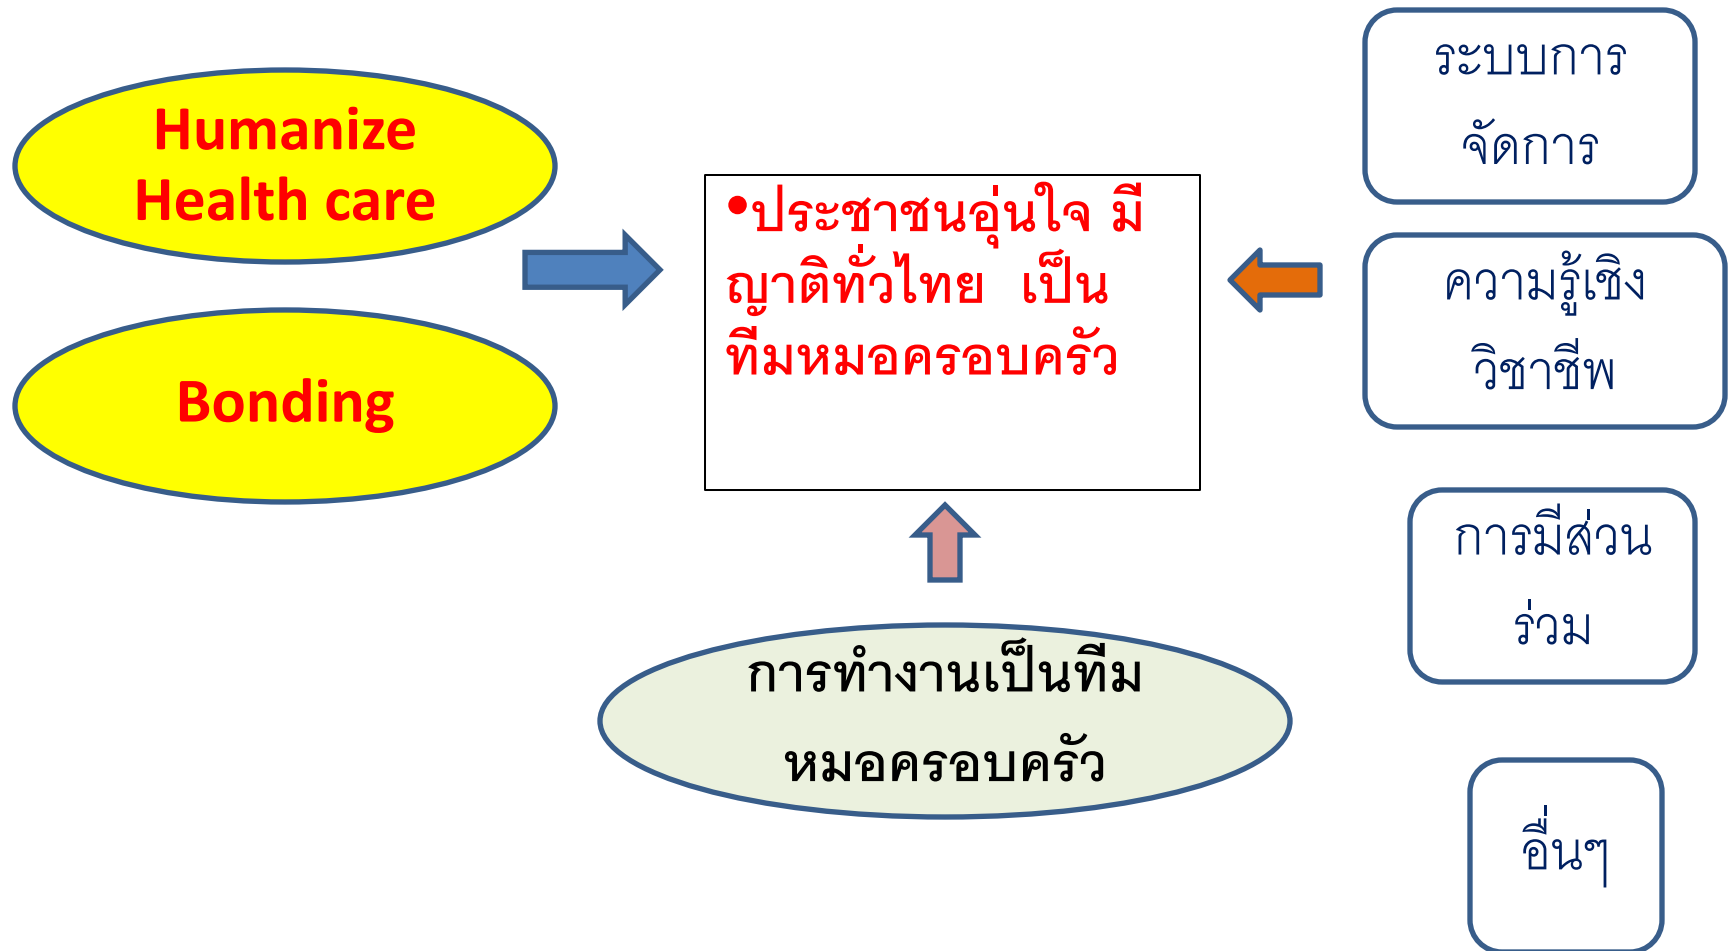 Humanize
Health care
Bonding
•ประชาชนอุ่นใจ มี
ญาติทั่วไทย เป็น
ทีมหมอครอบครัว
การทำงานเป็นทีม
หมอครอบครัว
ระบบการ
จัดการ
ความรู้เชิง
วิชาชีพ
การมีส่วน
ร่วม
อื่นๆ